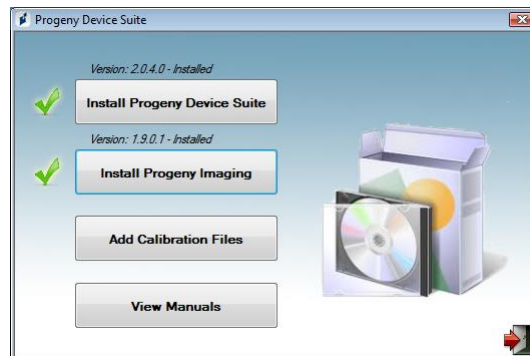 Progeny Device Suite
Version: 2.0.4.0 - Installed
Install Progeny Device Suite
Version: 1.9.0.1 - Installed
Install Progeny Imaging
Add Calibration Files
View Manuals